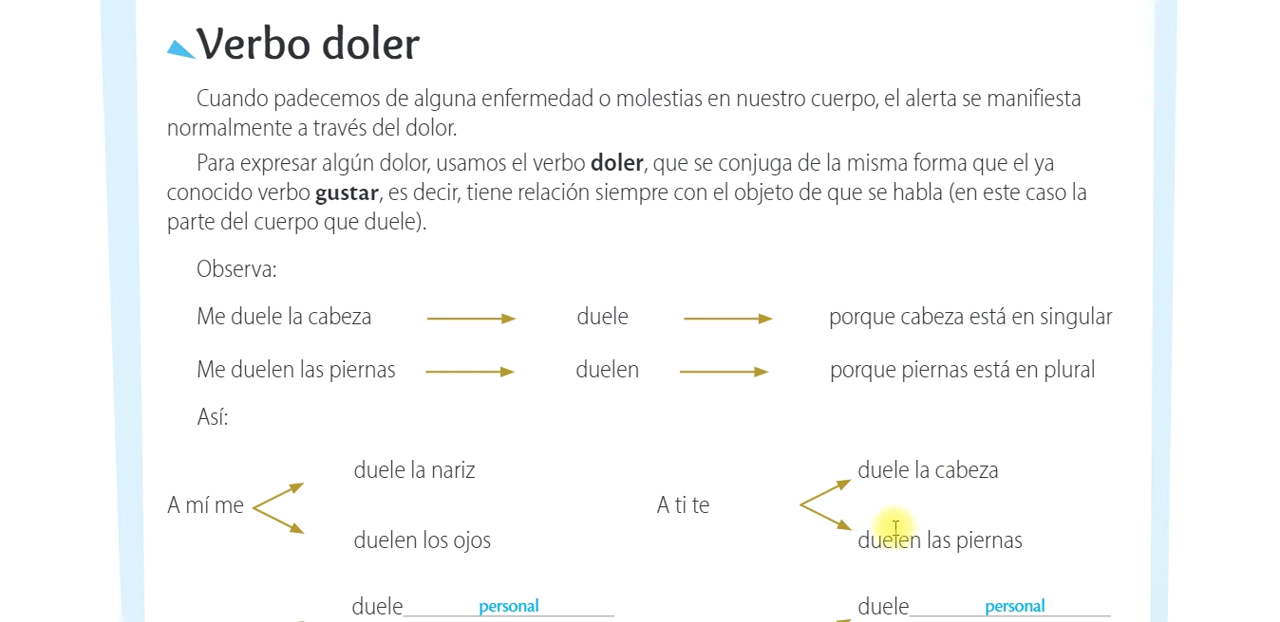 Verbo doler
Cuando padecemos de alguna enfermedad o molestias en nuestro cuerpo, el alerta se manifiesta
normalmente a través del dolor.
Para expresar algún dolor, usamos el verbo doler, que se conjuga de la misma forma que el ya
conocido verbo gustar, es decir, tiene relación siempre con el objeto de que se habla (en este caso la
parte del cuerpo que duele).
Observa:
Me duele la cabeza duele porque cabeza está en singular
Me duelen las piernas duelen porque piernas está en plural
Así:
duele la nariz duele la cabeza
A mí me A ti te
duelen los ojos duelen las piernas
duele personal duele personal